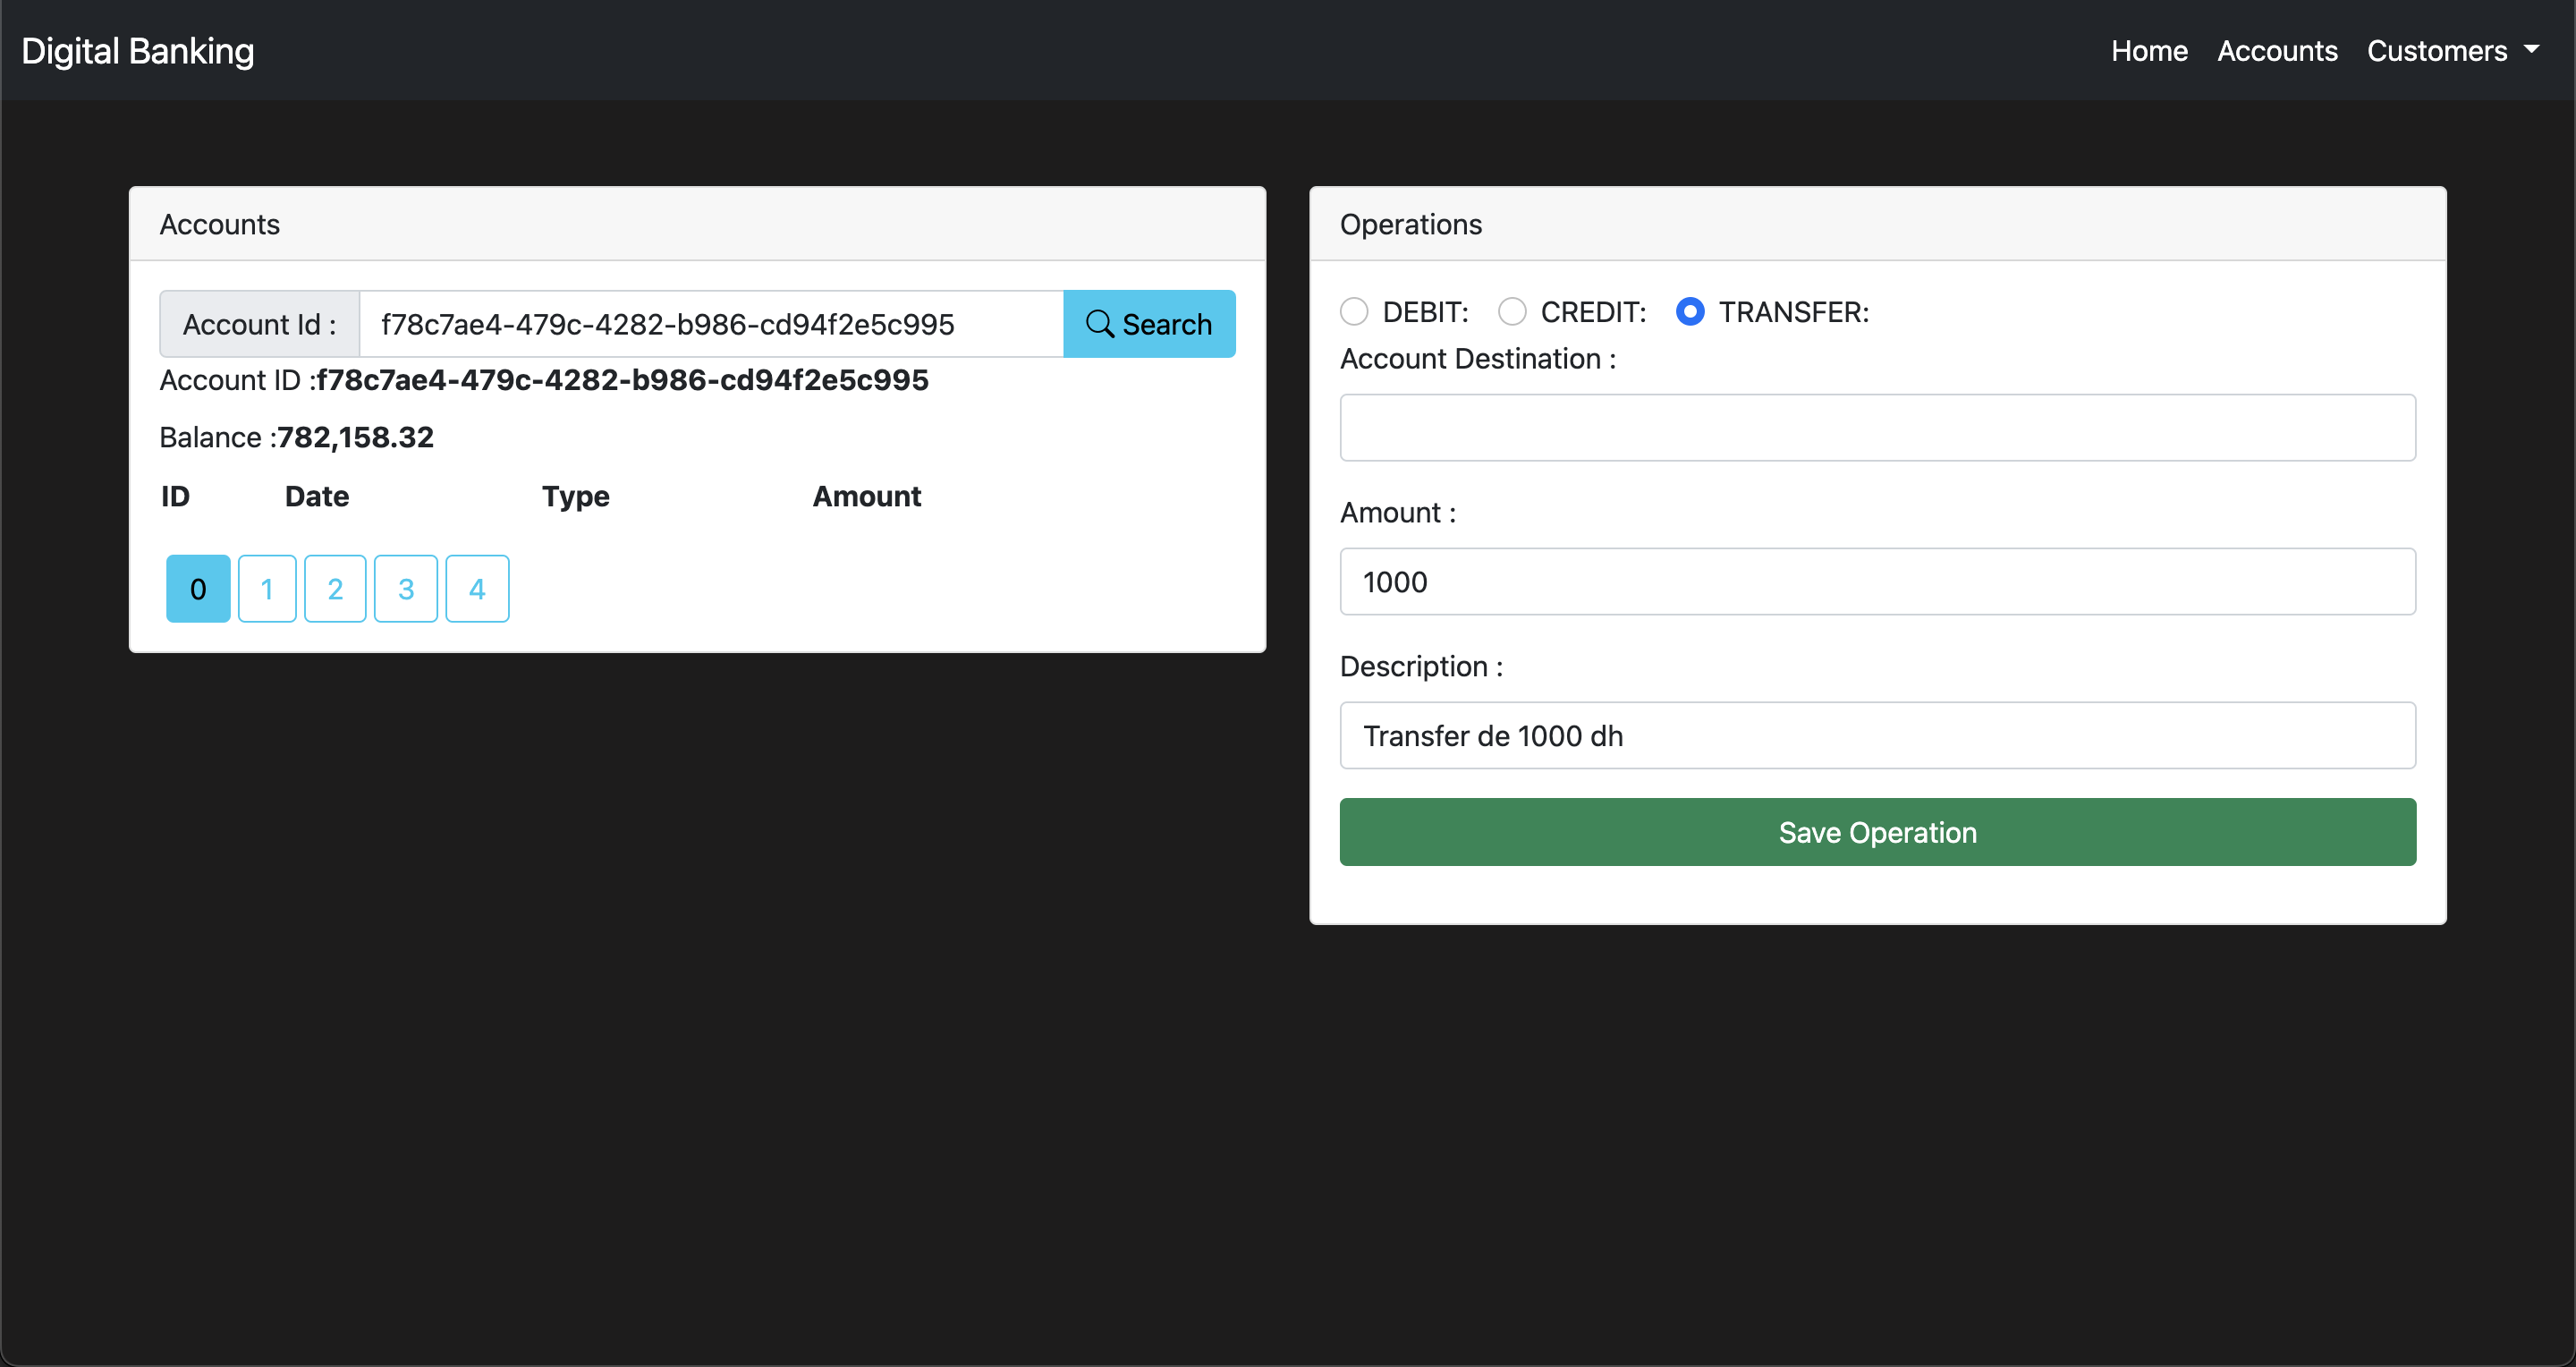 Digital Banking
Home Accounts Customers
Accounts
Account Id : f78c7ae4-479c-4282-b986-cd94f2e5c995 Search
Account ID :f78c7ae4-479c-4282-b986-cd94f2e5c995
Balance :782,158.32
ID Date Type Amount
0 1 2 3 4
Operations
DEBIT: CREDIT: TRANSFER:
Account Destination :
Amount :
1000
Description :
Transfer de 1000 dh
Save Operation